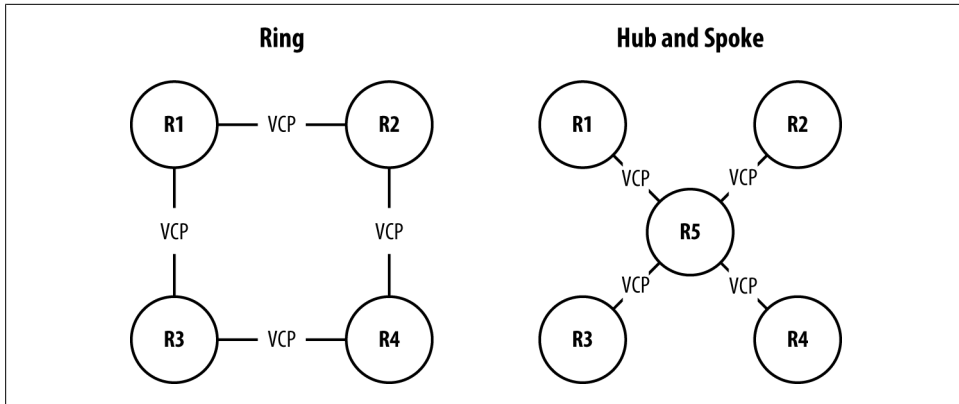 Ring
R1 VCP R2
VCP VCP
R3 VCP R4
Hub and Spoke
R1 R2
VCP VCP
R5
VCP VCP
R3 R4